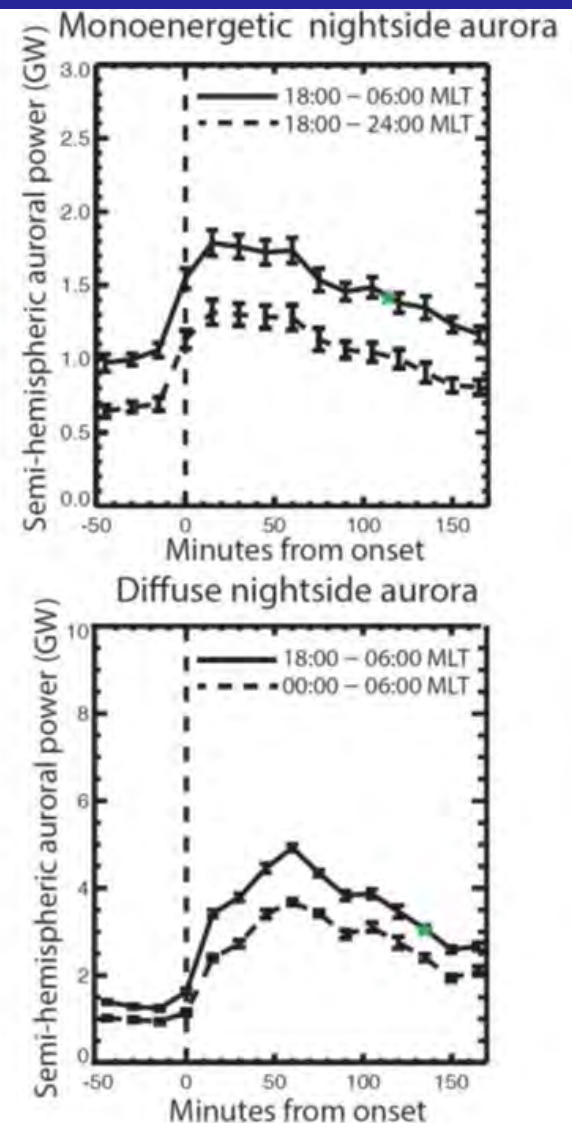 Monoenergetic nightside aurora
Semi-hemispheric auroral power (GW)
3.0
2.5
2.0
1.5
1.0
0.5
0.0
18:00 – 06:00 MLT
18:00 – 24:00 MLT
-50 0 50 100 150
Minutes from onset
Diffuse nightside aurora
Semi-hemispheric auroral power (GW)
10
8
6
4
2
0
18:00 – 06:00 MLT
00:00 – 06:00 MLT
-50 0 50 100 150
Minutes from onset